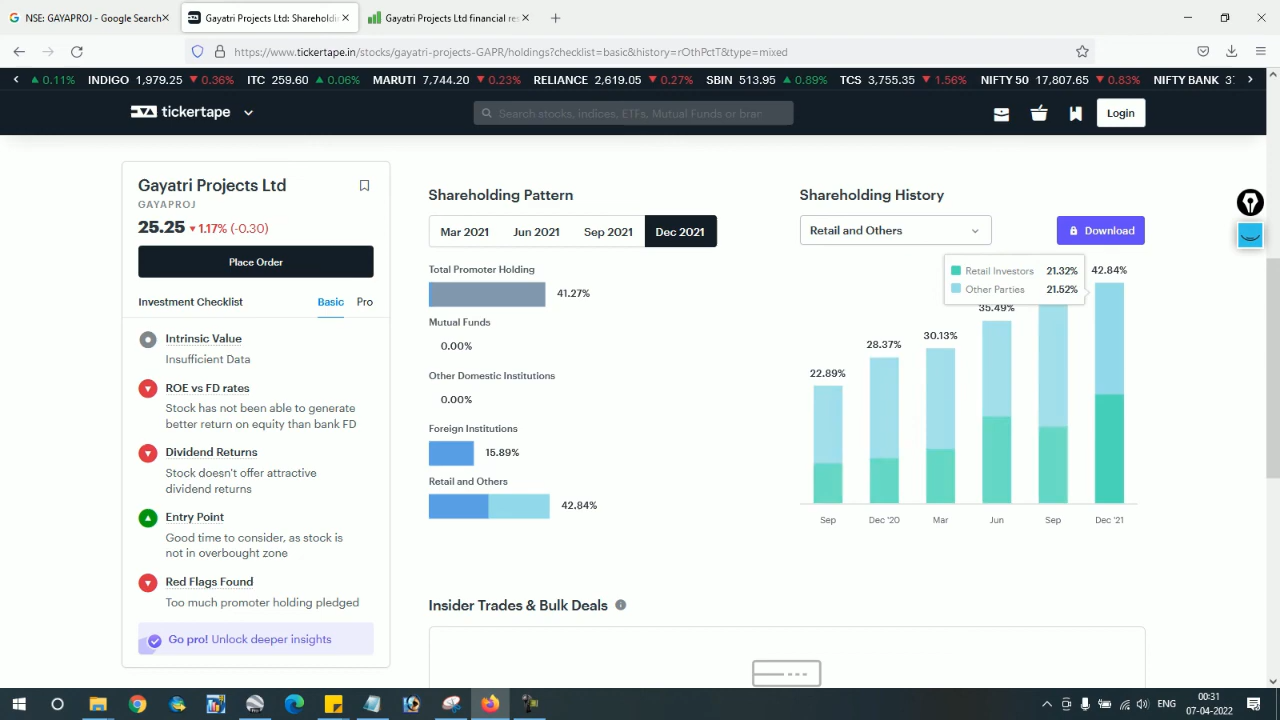 NSE: GAYAPROJ - Google Search
Gayatri Projects Ltd: Shareholdi
Gayatri Projects Ltd financial re
https://www.tickertape.in/stocks/gayatri-projects-GAPR/holdings?checklist=basic&history=rOthPctT&type=mixed
0.11% INDIGO 1,979.25 0.36% ITC 259.60 0.06% MARUTI 7,744.20 0.23% RELIANCE 2,619.05 0.27% SBIN 513.95 0.89% TCS 3,755.35 1.56% NIFTY 50 17,807.65 0.83% NIFTY BANK
tickertape
Search stocks, indices, ETFs, Mutual Funds or bran
Login
Gayatri Projects Ltd
GAYAPROJ
25.25 1.17% (-0.30)
Place Order
Investment Checklist Basic Pro
Intrinsic Value
Insufficient Data
ROE vs FD rates
Stock has not been able to generate
better return on equity than bank FD
Dividend Returns
Stock doesn't offer attractive
dividend returns
Entry Point
Good time to consider, as stock is
not in overbought zone
Red Flags Found
Too much promoter holding pledged
Go pro! Unlock deeper insights
Shareholding Pattern
Mar 2021 Jun 2021 Sep 2021 Dec 2021
Total Promoter Holding
41.27%
Mutual Funds
0.00%
Other Domestic Institutions
0.00%
Foreign Institutions
15.89%
Retail and Others
42.84%
Shareholding History
Retail and Others
Download
Retail Investors 21.32%
Other Parties 21.52%
42.84%
35.49%
30.13%
28.37%
22.89%
Sep Dec '20 Mar Jun Sep Dec '21
Insider Trades & Bulk Deals
ENG
00:31
07-04-2022